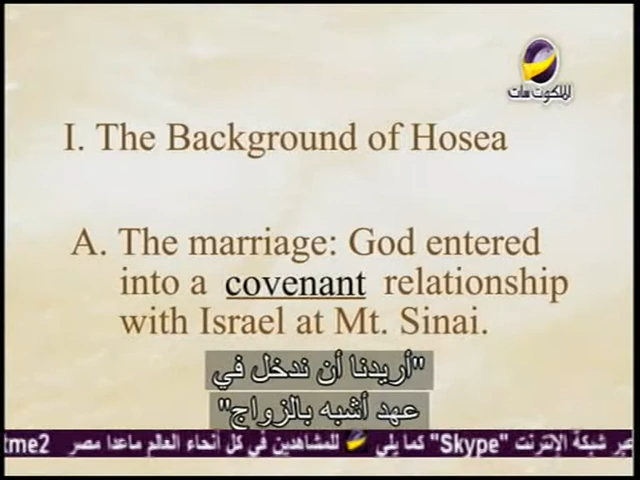 الملكوت سات
I. The Background of Hosea
A. The marriage: God entered
into a covenant relationship
with Israel at Mt. Sinai.
"أريدنا أن ندخل في
عهد أشبه بالزواج"
عبر شبكة الإنترنت "Skype" كما يلي للمشاهدين في كل أنحاء العالم ماعدا مصر tme2